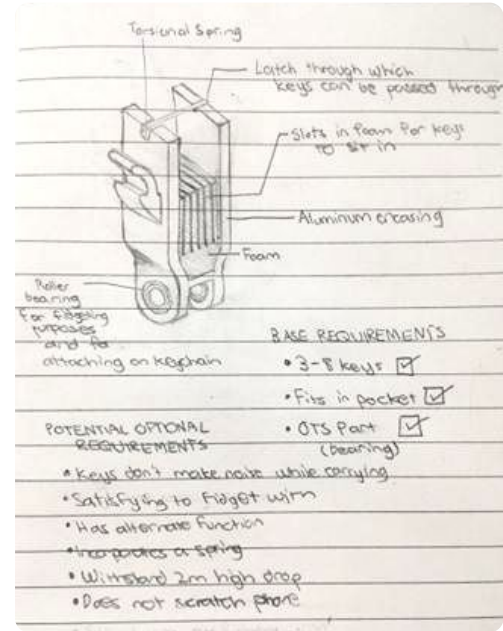 Torsional Spring
Latch through which
keys can be passed through
Slots in foam for keys
to sit in
Aluminum encasing
Foam
Roller
bearing
for fidgeting
purposes
and for
attaching on keychain
BASE REQUIREMENTS
• 3-8 keys ☑
• Fits in pocket ☑
• OTS Part ☑
(bearing)
POTENTIAL OPTIONAL
REQUIREMENTS
• Keys don't make noise while carrying
• Satisfying to Fidget with
• Has alternate function
• Incorporates a spring
• Withstand 2m high drop
• Does not scratch phone